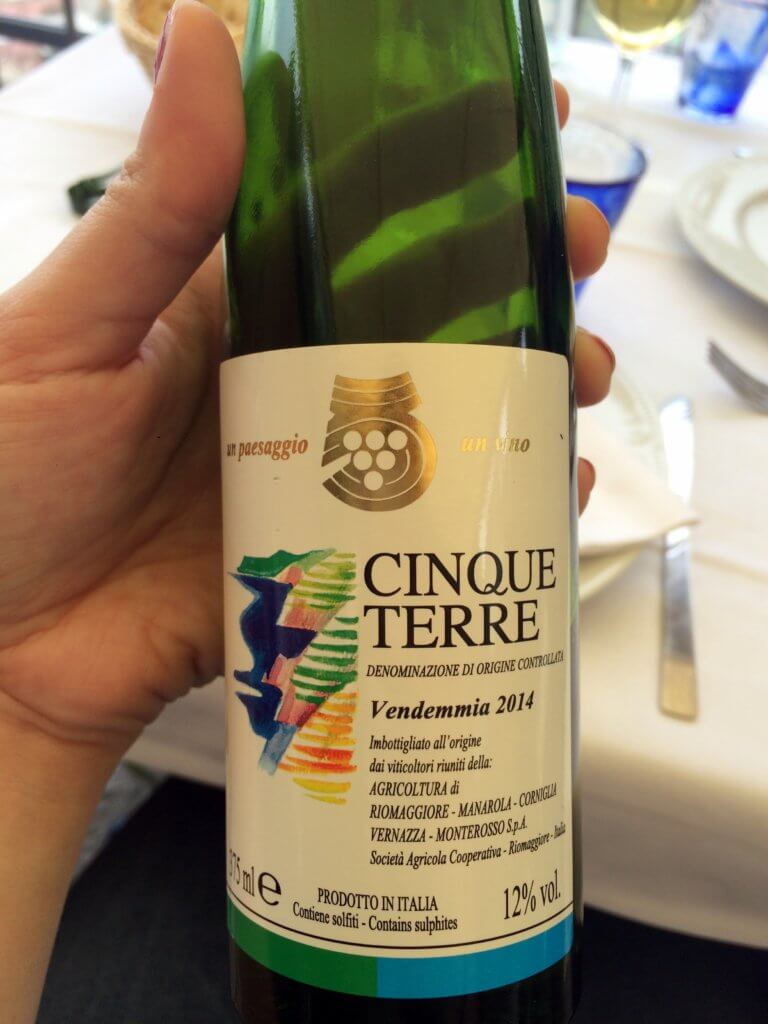 un paesaggio un vino
CINQUE
TERRE
DENOMINAZIONE DI ORIGINE CONTROLLATA
Vendemmia 2014
Imbottigliato all'origine
dai viticoltori riuniti della:
AGRICOLTURA di
RIOMAGGIORE - MANAROLA - CORNIGLIA
VERNAZZA - MONTEROSSO S.p.A.
Società Agricola Cooperativa - Riomaggiore - Italia
375 ml e
PRODOTTO IN ITALIA
Contiene solfiti - Contains sulphites
12% vol.